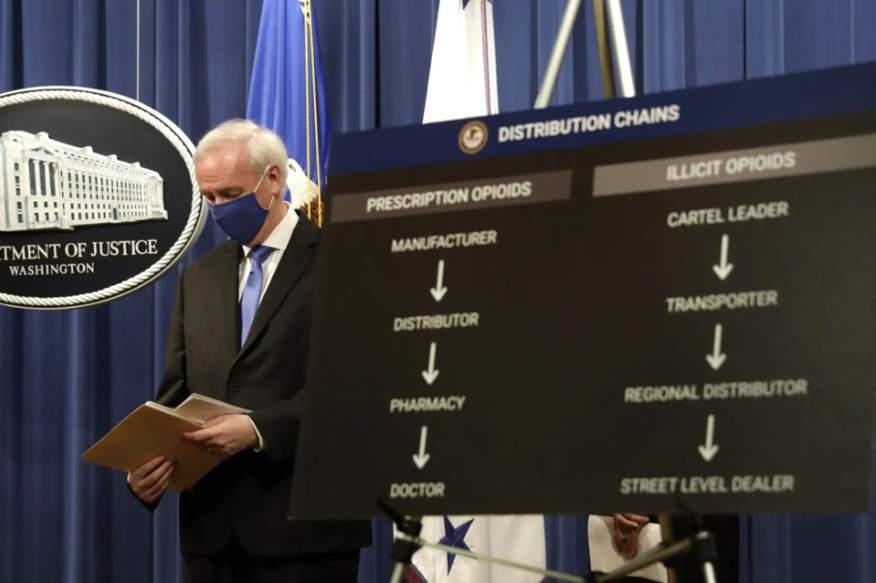 TMENT OF JUSTICE
WASHINGTON
DISTRIBUTION CHAINS
PRESCRIPTION OPIOIDS
MANUFACTURER
DISTRIBUTOR
PHARMACY
DOCTOR
ILLICIT OPIOIDS
CARTEL LEADER
TRANSPORTER
REGIONAL DISTRIBUTOR
STREET LEVEL DEALER